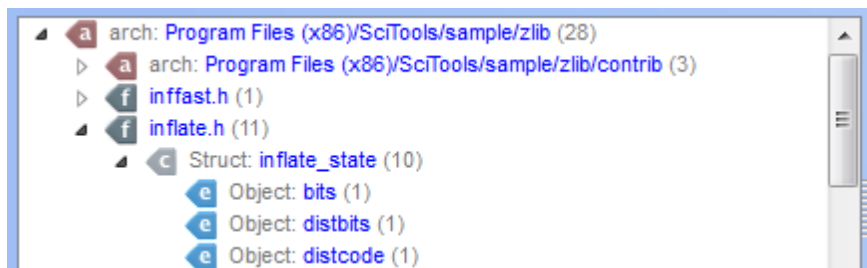 a arch: Program Files (x86)/SciTools/sample/zlib (28)
a arch: Program Files (x86)/SciTools/sample/zlib/contrib (3)
f inffast.h (1)
f inflate.h (11)
c Struct: inflate_state (10)
e Object: bits (1)
e Object: distbits (1)
e Object: distcode (1)